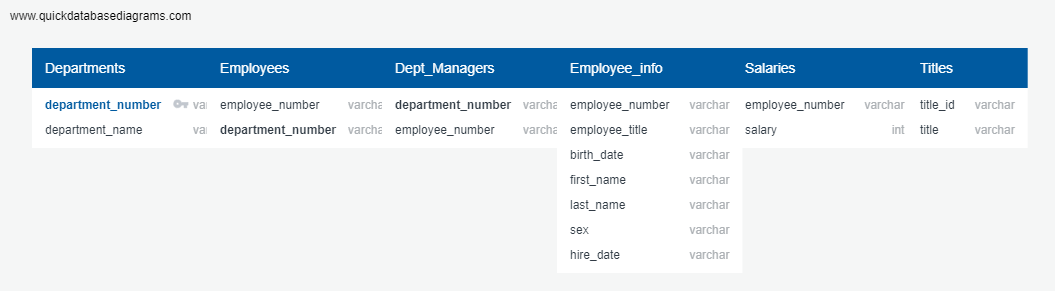 www.quickdatabasediagrams.com
Departments
department_number va
department_name va
Employees
employee_number varchar
department_number varchar
Dept_Managers
department_number varcha
employee_number varcha
Employee_info
employee_number varchar
employee_title varchar
birth_date varchar
first_name varchar
last_name varchar
sex varchar
hire_date varchar
Salaries
employee_number varchar
salary int
Titles
title_id varchar
title varchar